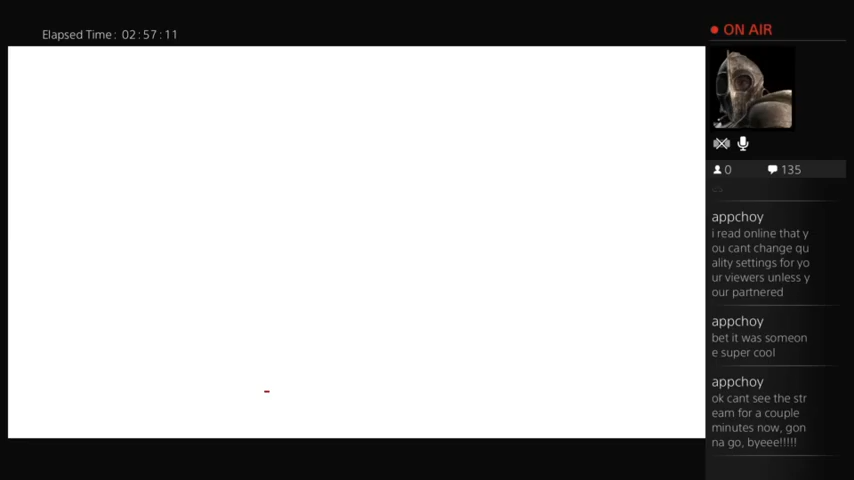 Elapsed Time: 02:57:11
ON AIR
0
135
appchoy
i read online that y
ou cant change qu
ality settings for yo
ur viewers unless y
our partnered
appchoy
bet it was someon
e super cool
appchoy
ok cant see the str
eam for a couple
minutes now, gon
na go, byeee!!!!!